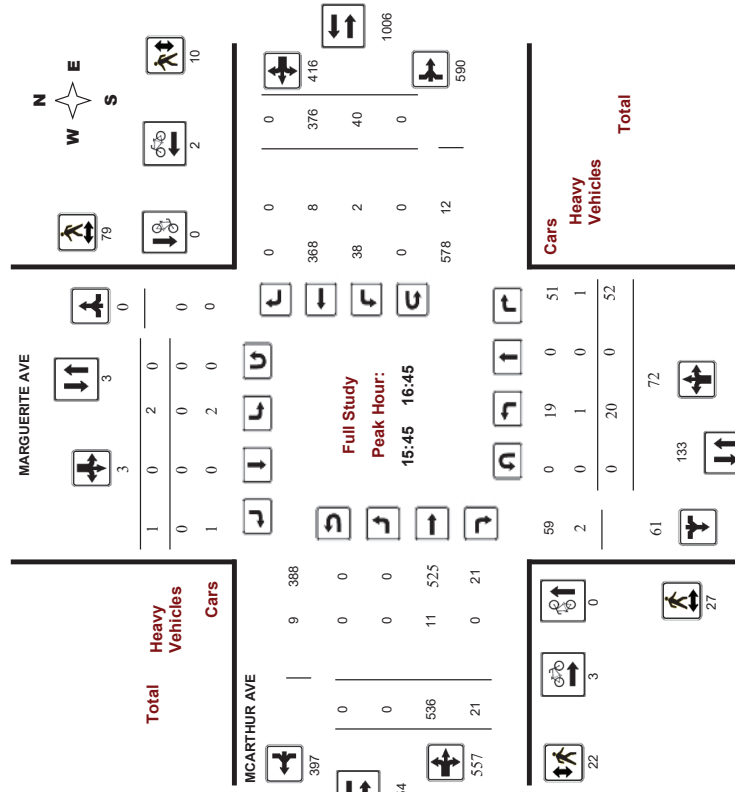 MARGUERITE AVE
N
W E
S
79
10
0
2
3
3
0
1 0 2 0
0 0 0 0 0
1 0 2 0 0
Total
Heavy
Vehicles
Cars
MCARTHUR AVE
397
9 388
0 0 0
0 0 0
536 11 525
21 0 21
557
Full Study
Peak Hour:
15:45 16:45
0 0 0
368 8 376
38 2 40
0 0 0
578 12
416
1006
590
Cars
Heavy
Vehicles
Total
59 0 19 0 51
2 0 1 0 1
0 20 0 52
61
133
72
22
3
0
27